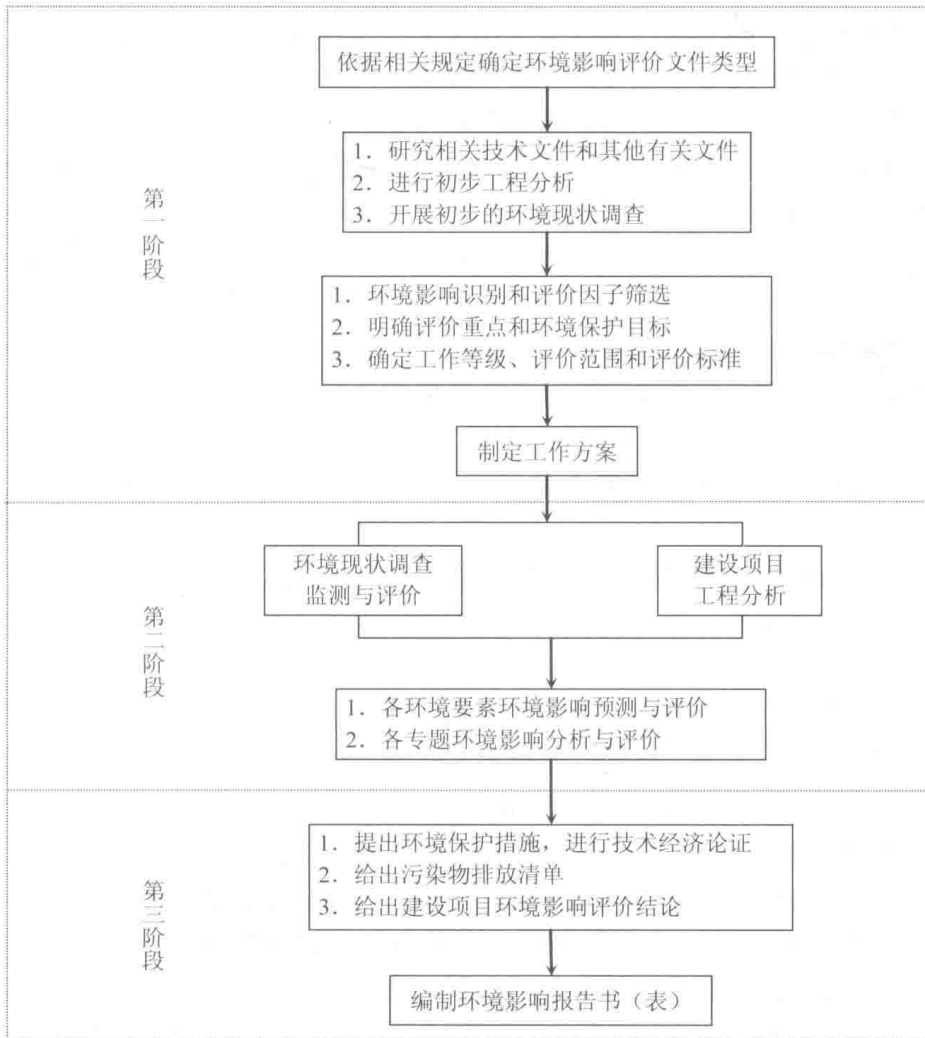 依据相关规定确定环境影响评价文件类型
1. 研究相关技术文件和其他有关文件
2. 进行初步工程分析
3. 开展初步的环境现状调查
第一阶段
1. 环境影响识别和评价因子筛选
2. 明确评价重点和环境保护目标
3. 确定工作等级、评价范围和评价标准
制定工作方案
环境现状调查
监测与评价
建设项目
工程分析
第二阶段
1. 各环境要素环境影响预测与评价
2. 各专题环境影响分析与评价
1. 提出环境保护措施，进行技术经济论证
2. 给出污染物排放清单
3. 给出建设项目环境影响评价结论
第三阶段
编制环境影响报告书（表）